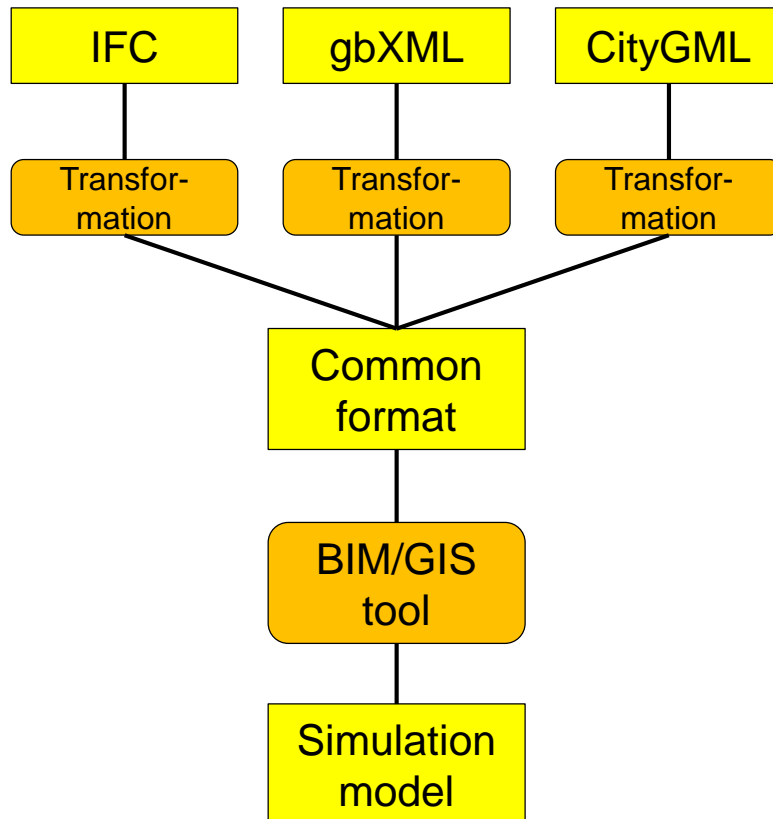 IFC
gbXML
CityGML
Transfor-
mation
Transfor-
mation
Transfor-
mation
Common
format
BIM/GIS
tool
Simulation
model